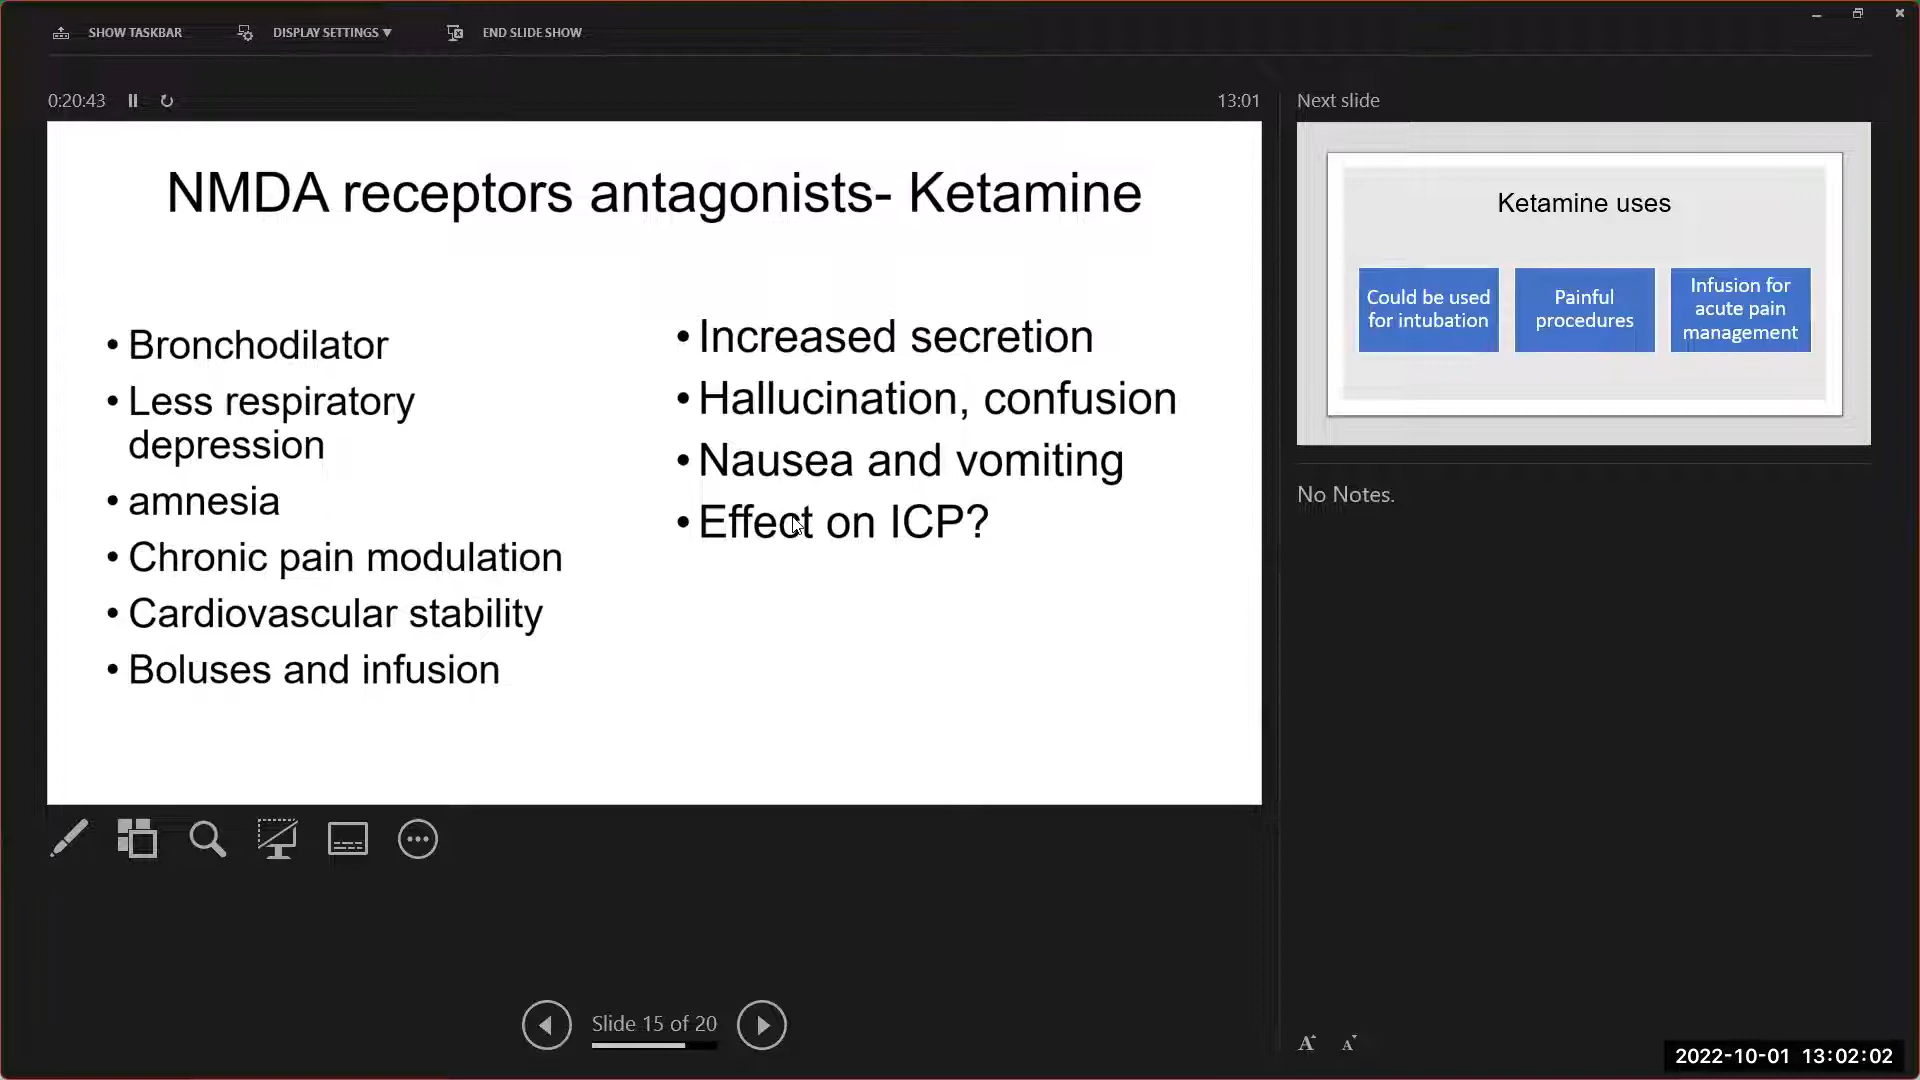 SHOW TASKBAR
DISPLAY SETTINGS ▼
END SLIDE SHOW
0:20:43
13:01
NMDA receptors antagonists- Ketamine
• Bronchodilator
• Less respiratory
depression
• amnesia
• Chronic pain modulation
• Cardiovascular stability
• Boluses and infusion
• Increased secretion
• Hallucination, confusion
• Nausea and vomiting
• Effect on ICP?
Next slide
Ketamine uses
Could be used
for intubation
Painful
procedures
Infusion for
acute pain
management
No Notes.
Slide 15 of 20
A A
2022-10-01 13:02:02